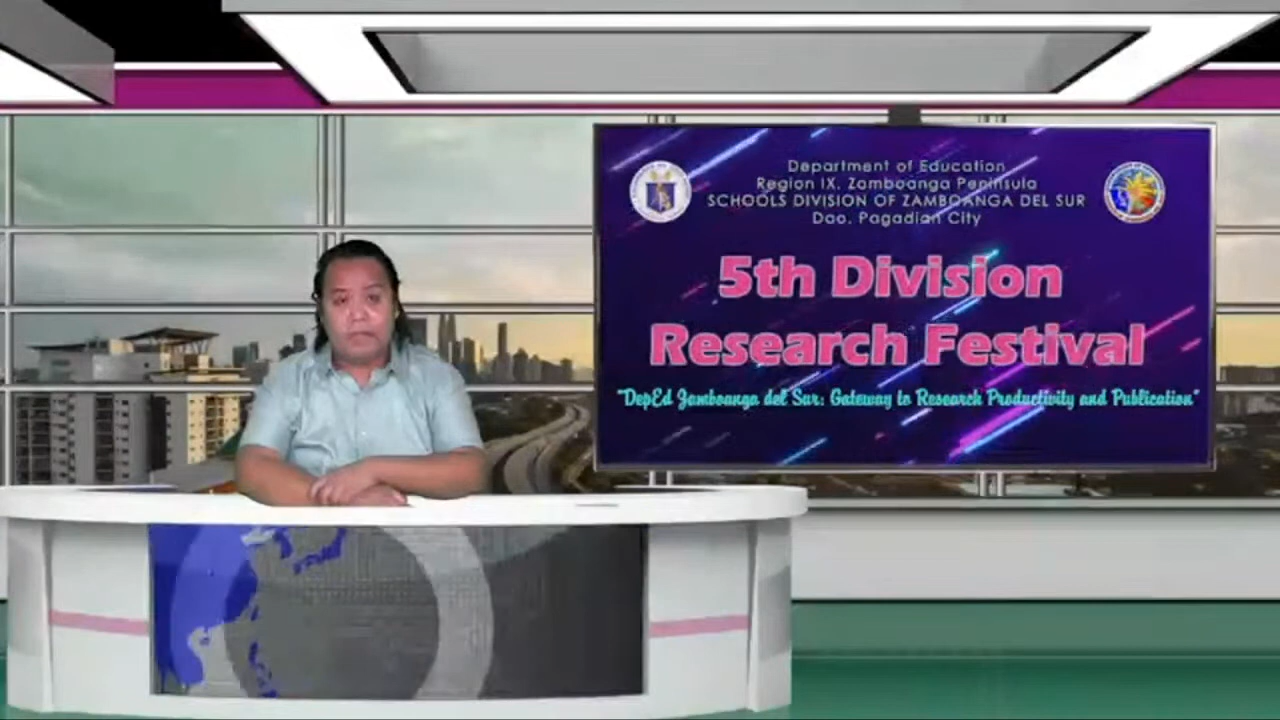 Department of Education
Region IX, Zamboanga Peninsula
SCHOOLS DIVISION OF ZAMBOANGA DEL SUR
Dao, Pagadian City
5th Division
Research Festival
"DepEd Zamboanga del Sur: Gateway to Research Productivity and Publication"